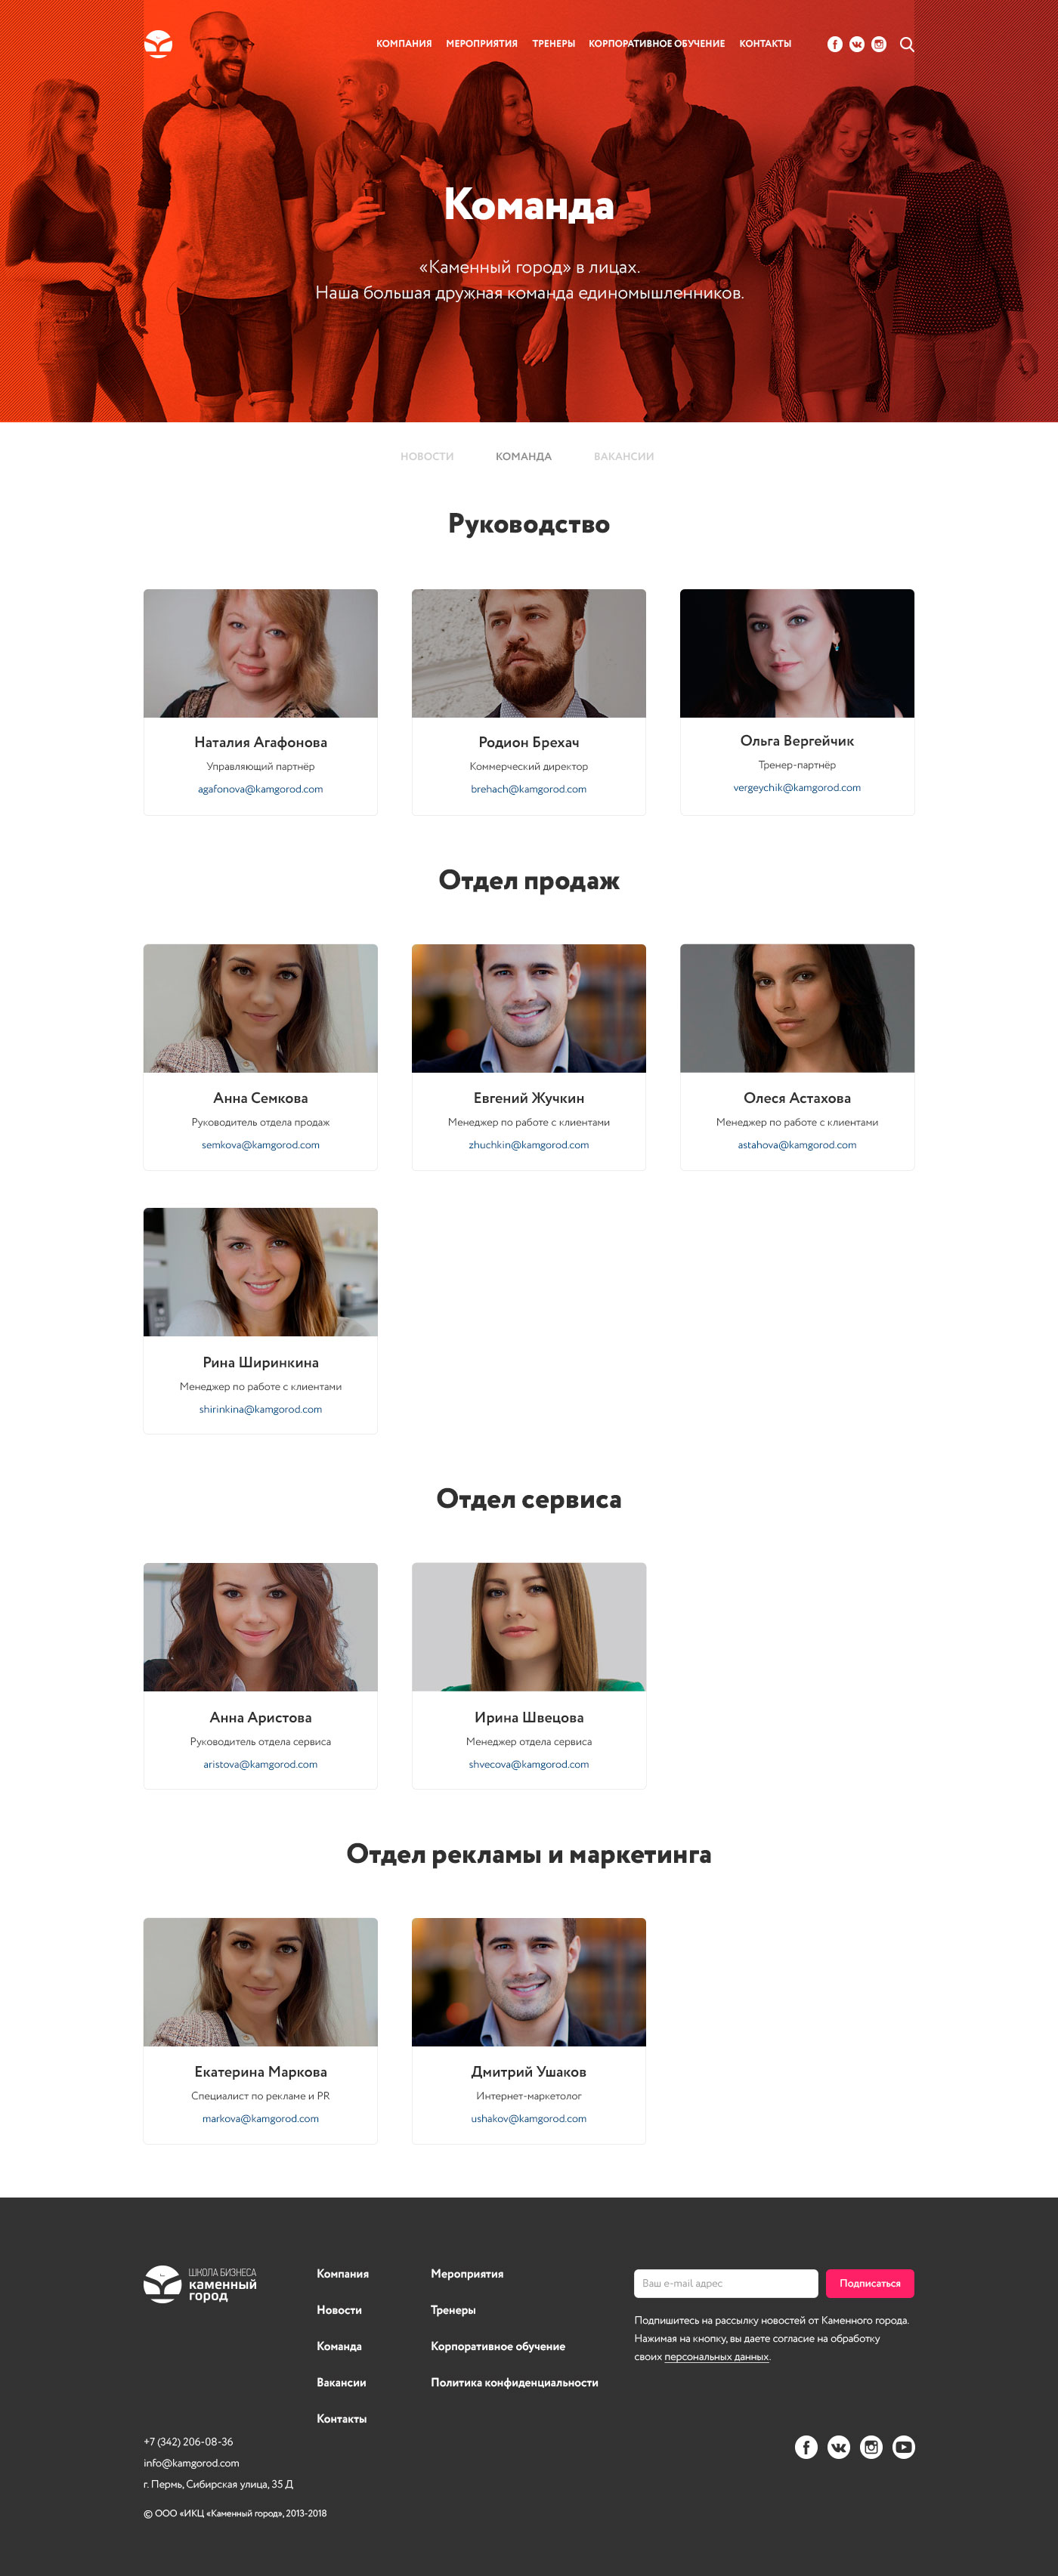 КОМПАНИЯ МЕРОПРИЯТИЯ ТРЕНЕРЫ КОРПОРАТИВНОЕ ОБУЧЕНИЕ КОНТАКТЫ
Команда
«Каменный город» в лицах.
Наша большая дружная команда единомышленников.
НОВОСТИ КОМАНДА ВАКАНСИИ
Руководство
Наталия Агафонова
Управляющий партнёр
agafonova@kamgorod.com
Родион Брехач
Коммерческий директор
brehach@kamgorod.com
Ольга Вергейчик
Тренер-партнёр
vergeychik@kamgorod.com
Отдел продаж
Анна Семкова
Руководитель отдела продаж
semkova@kamgorod.com
Евгений Жучкин
Менеджер по работе с клиентами
zhuchkin@kamgorod.com
Олеся Астахова
Менеджер по работе с клиентами
astahova@kamgorod.com
Рина Ширинкина
Менеджер по работе с клиентами
shirinkina@kamgorod.com
Отдел сервиса
Анна Аристова
Руководитель отдела сервиса
aristova@kamgorod.com
Ирина Швецова
Менеджер отдела сервиса
shvecova@kamgorod.com
Отдел рекламы и маркетинга
Екатерина Маркова
Специалист по рекламе и PR
markova@kamgorod.com
Дмитрий Ушаков
Интернет-маркетолог
ushakov@kamgorod.com
ШКОЛА БИЗНЕСА
каменный
город
Компания
Новости
Команда
Вакансии
Контакты
Мероприятия
Тренеры
Корпоративное обучение
Политика конфиденциальности
Ваш e-mail адрес
Подписаться
Подпишитесь на рассылку новостей от Каменного города.
Нажимая на кнопку, вы даете согласие на обработку
своих персональных данных.
+7 (342) 206-08-36
info@kamgorod.com
г. Пермь, Сибирская улица, 35 Д
© ООО «ИКЦ «Каменный город», 2013-2018